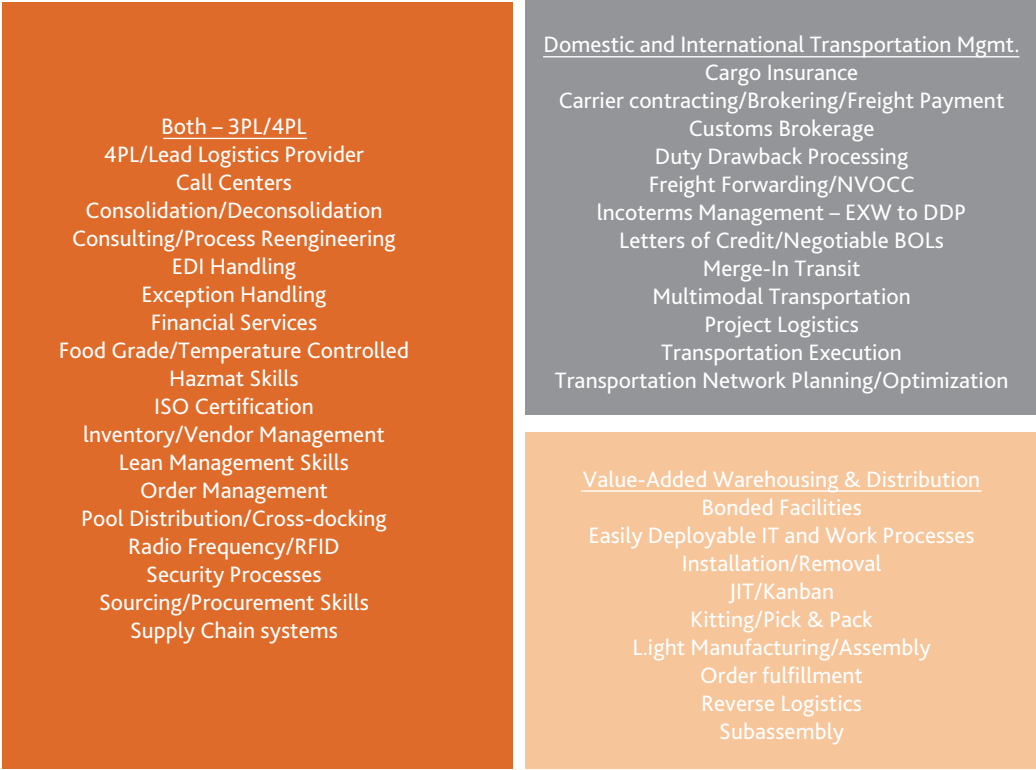 Both – 3PL/4PL
4PL/Lead Logistics Provider
Call Centers
Consolidation/Deconsolidation
Consulting/Process Reengineering
EDI Handling
Exception Handling
Financial Services
Food Grade/Temperature Controlled
Hazmat Skills
ISO Certification
lnventory/Vendor Management
Lean Management Skills
Order Management
Pool Distribution/Cross-docking
Radio Frequency/RFID
Security Processes
Sourcing/Procurement Skills
Supply Chain systems
Domestic and International Transportation Mgmt.
Cargo Insurance
Carrier contracting/Brokering/Freight Payment
Customs Brokerage
Duty Drawback Processing
Freight Forwarding/NVOCC
lncoterms Management – EXW to DDP
Letters of Credit/Negotiable BOLs
Merge-In Transit
Multimodal Transportation
Project Logistics
Transportation Execution
Transportation Network Planning/Optimization
Value-Added Warehousing & Distribution
Bonded Facilities
Easily Deployable IT and Work Processes
Installation/Removal
JIT/Kanban
Kitting/Pick & Pack
L.ight Manufacturing/Assembly
Order fulfillment
Reverse Logistics
Subassembly